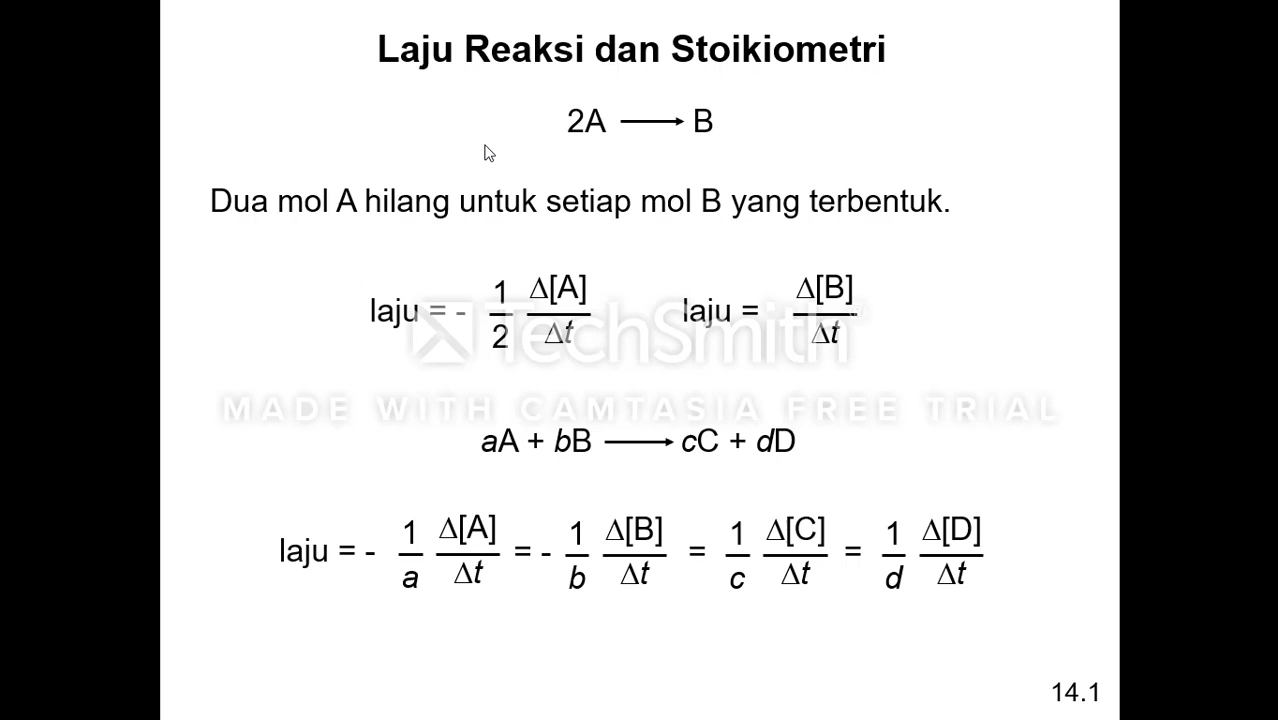 Laju Reaksi dan Stoikiometri
2A ⟶ B
Dua mol A hilang untuk setiap mol B yang terbentuk.
laju = - 1/2 Δ[A]/Δt laju = Δ[B]/Δt
TechSmith
MADE WITH CAMTASIA FREE TRIAL
aA + bB ⟶ cC + dD
laju = - 1/a Δ[A]/Δt = - 1/b Δ[B]/Δt = 1/c Δ[C]/Δt = 1/d Δ[D]/Δt
14.1